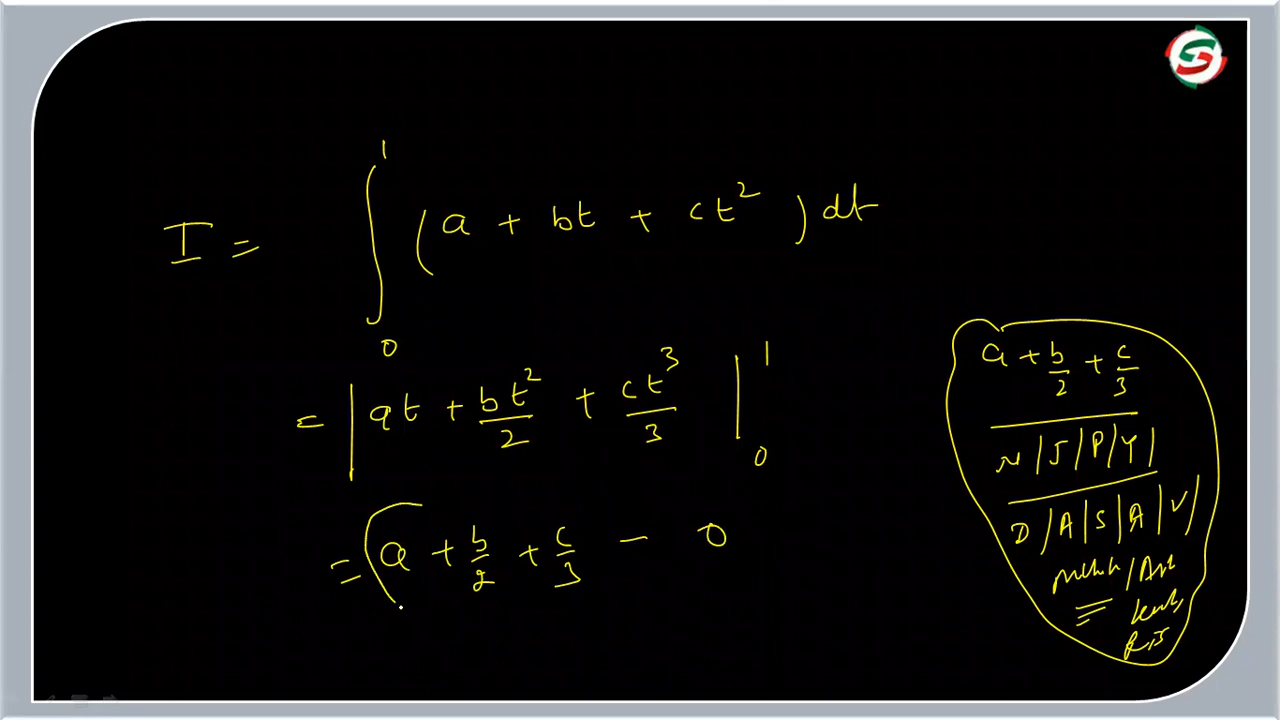 I = ∫₀¹ (a + bt + ct²) dt
= | at + bt²/2 + ct³/3 |₀¹
= (a + b/2 + c/3 - 0
a + b/2 + c/3
N | J | P | Y |
D | A | S | A | V |